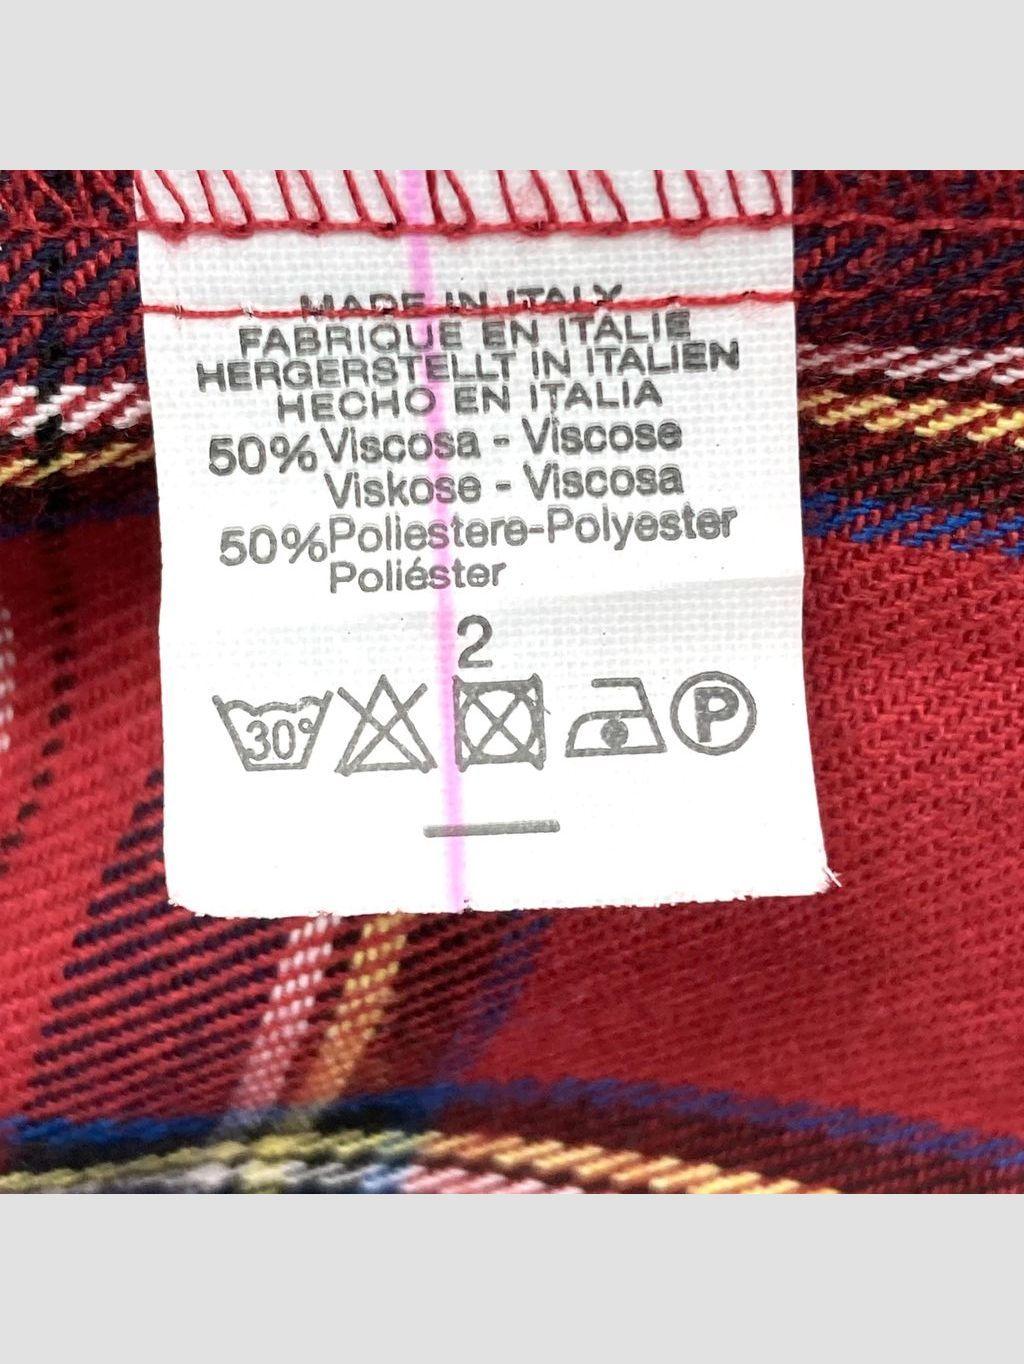 MADE IN ITALY
FABRIQUE EN ITALIE
HERGERSTELLT IN ITALIEN
HECHO EN ITALIA
50% Viscosa - Viscose
Viskose - Viscosa
50% Poliestere-Polyester
Poliéster
2
30° P